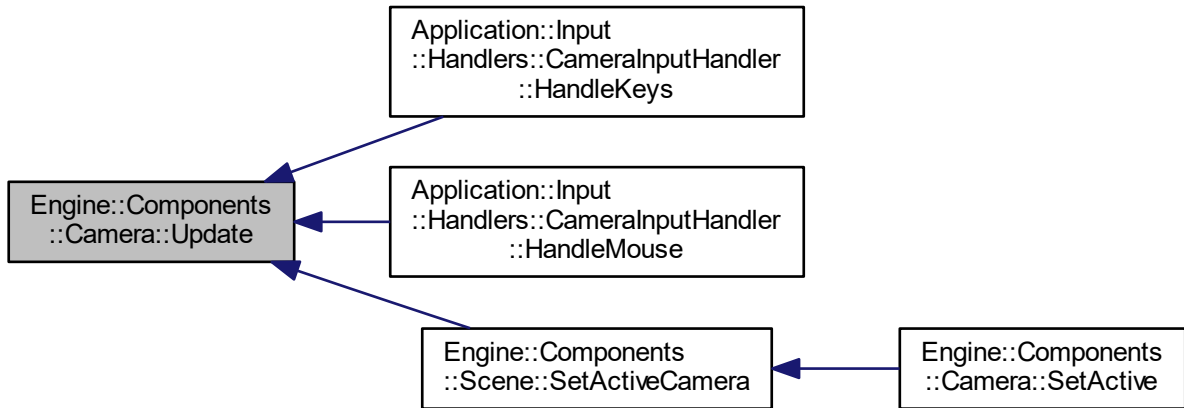 Application::Input
::Handlers::CameraInputHandler
::HandleKeys
Engine::Components
::Camera::Update
Application::Input
::Handlers::CameraInputHandler
::HandleMouse
Engine::Components
::Scene::SetActiveCamera
Engine::Components
::Camera::SetActive